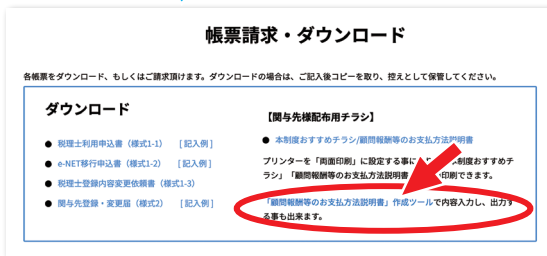 帳票請求・ダウンロード
各帳票をダウンロード、もしくはご請求頂けます。ダウンロードの場合は、ご記入後コピーを取り、控えとして保管してください。
ダウンロード
● 税理士利用申込書（様式1-1） ［記入例］
● e-NET移行申込書（様式1-2） ［記入例］
● 税理士登録内容変更依頼書（様式1-3）
● 関与先登録・変更届（様式2） ［記入例］
【関与先様配布用チラシ】
● 本制度おすすめチラシ/顧問報酬等のお支払方法説明書
プリンターを「両面印刷」に設定する事に 制度おすすめチ
ラシ」「顧問報酬等のお支払方法説明書 印刷できます。
「顧問報酬等のお支払方法説明書」作成ツールで内容入力し、出力す
る事も出来ます。